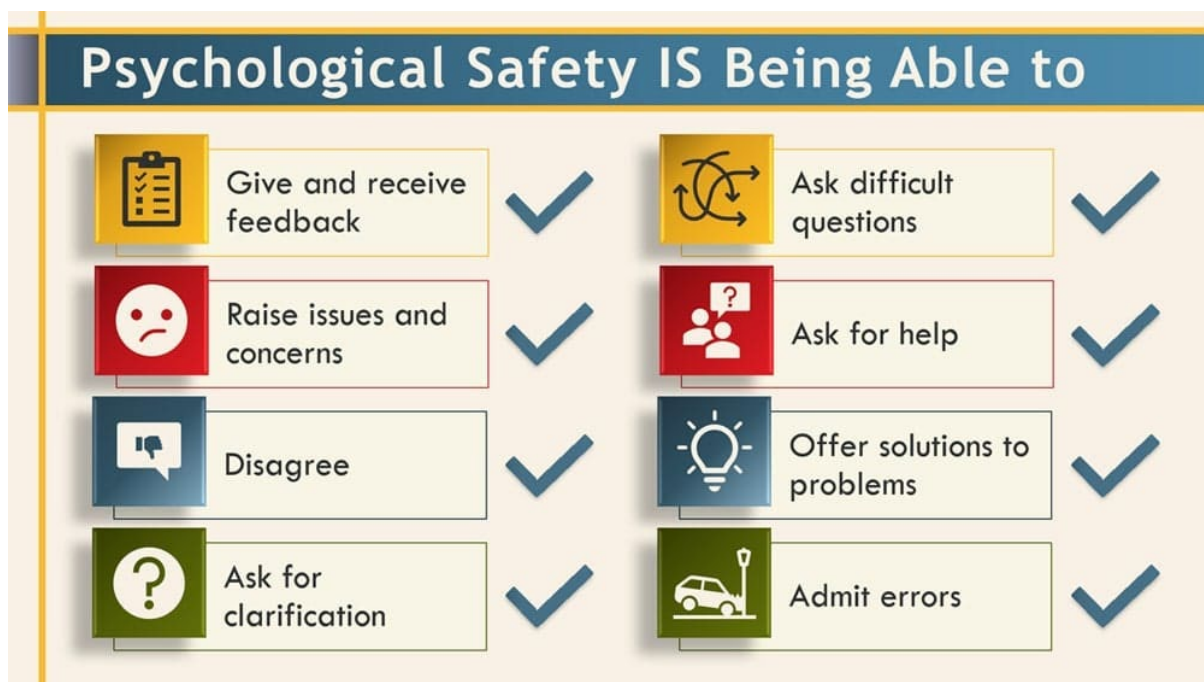 Psychological Safety IS Being Able to
Give and receive
feedback
Raise issues and
concerns
Disagree
?
Ask for
clarification
Ask difficult
questions
?
Ask for help
Offer solutions to
problems
Admit errors